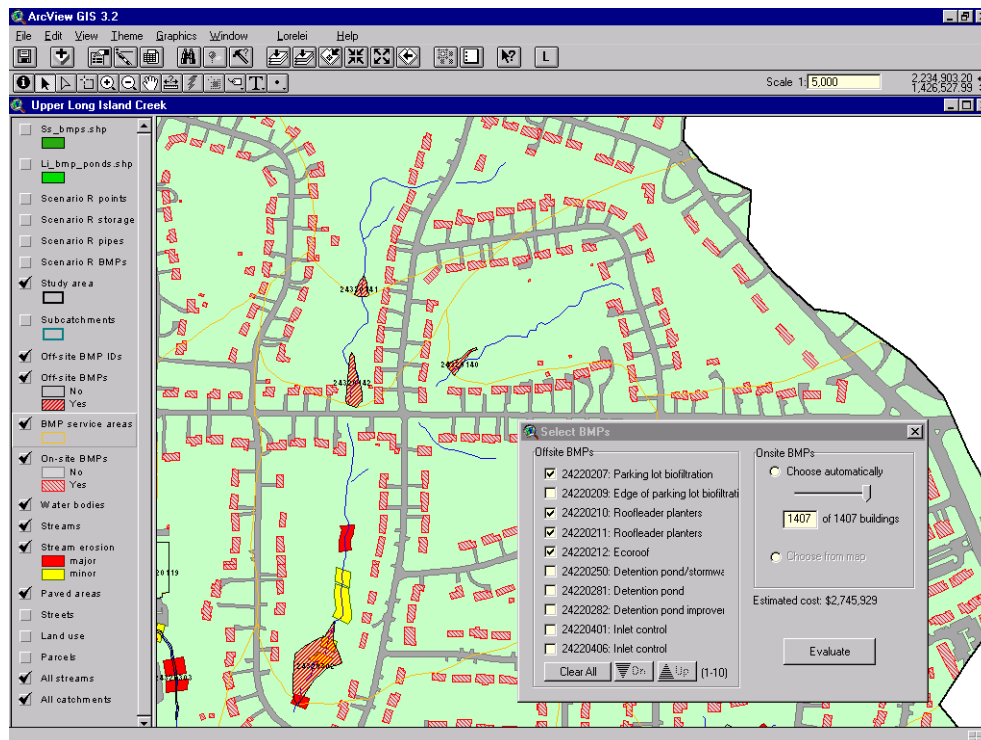 ArcView GIS 3.2
File Edit View Theme Graphics Window Lorelei Help
L
T
Scale 1: 5,000
2,234,903.20
1,426,527.99
Upper Long Island Creek
Ss_bmps.shp
Li_bmp_ponds.shp
Scenario R points
Scenario R storage
Scenario R pipes
Scenario R BMPs
Study area
Subcatchments
Off-site BMP IDs
Off-site BMPs
No
Yes
BMP service areas
On-site BMPs
No
Yes
Water bodies
Streams
Stream erosion
major
minor
Paved areas
Streets
Land use
Parcels
All streams
All catchments
24320141
24320142
24320140
24320302
20119
24320303
Select BMPs
Offsite BMPs
24220207: Parking lot biofiltration
24220209: Edge of parking lot biofiltrati
24220210: Roofleader planters
24220211: Roofleader planters
24220212: Ecoroof
24220250: Detention pond/stormwa
24220281: Detention pond
24220282: Detention pond improver
24220401: Inlet control
24220406: Inlet control
Clear All Dn Up (1-10)
Onsite BMPs
Choose automatically
1407 of 1407 buildings
Choose from map
Estimated cost: $2,745,929
Evaluate